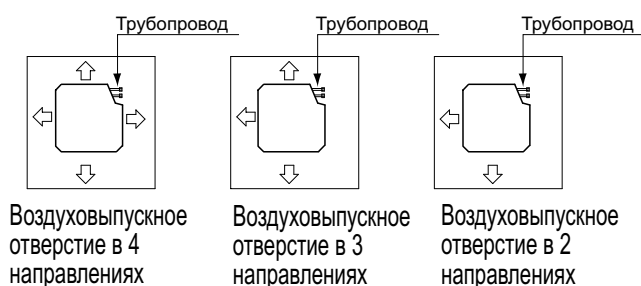 Трубопровод
Трубопровод
Трубопровод
Воздуховыпускное
отверстие в 4
направлениях
Воздуховыпускное
отверстие в 3
направлениях
Воздуховыпускное
отверстие в 2
направлениях